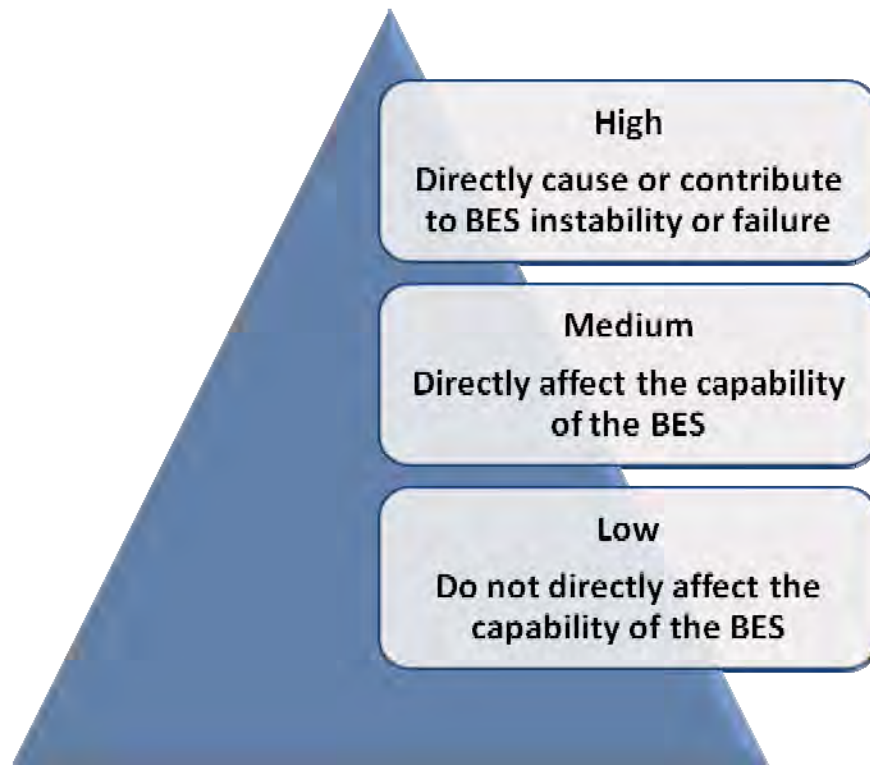 High
Directly cause or contribute
to BES instability or failure
Medium
Directly affect the capability
of the BES
Low
Do not directly affect the
capability of the BES